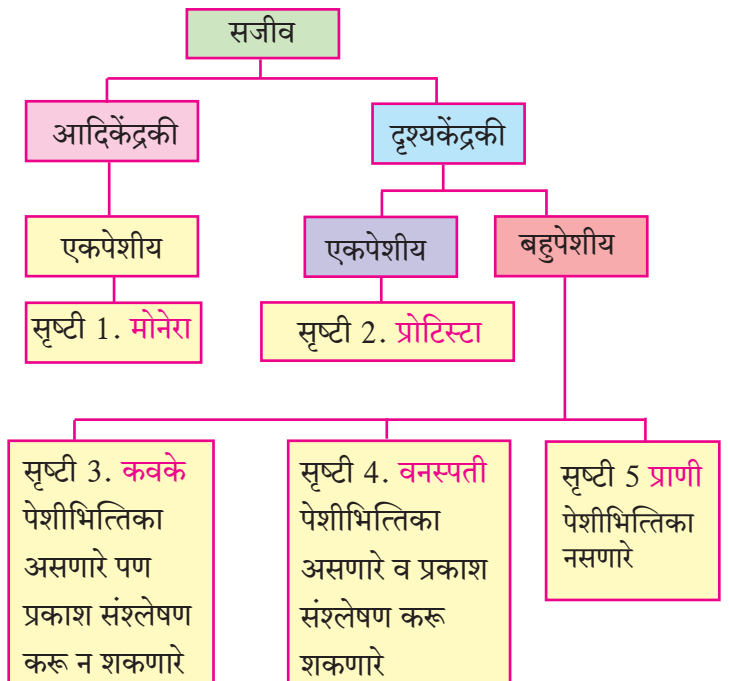 सजीव
आदिकेंद्रकी
दृश्यकेंद्रकी
एकपेशीय
एकपेशीय
बहुपेशीय
सृष्टी 1. मोनेरा
सृष्टी 2. प्रोटिस्टा
सृष्टी 3. कवके
पेशीभित्तिका
असणारे पण
प्रकाश संश्लेषण
करू न शकणारे
सृष्टी 4. वनस्पती
पेशीभित्तिका
असणारे व प्रकाश
संश्लेषण करू
शकणारे
सृष्टी 5 प्राणी
पेशीभित्तिका
नसणारे